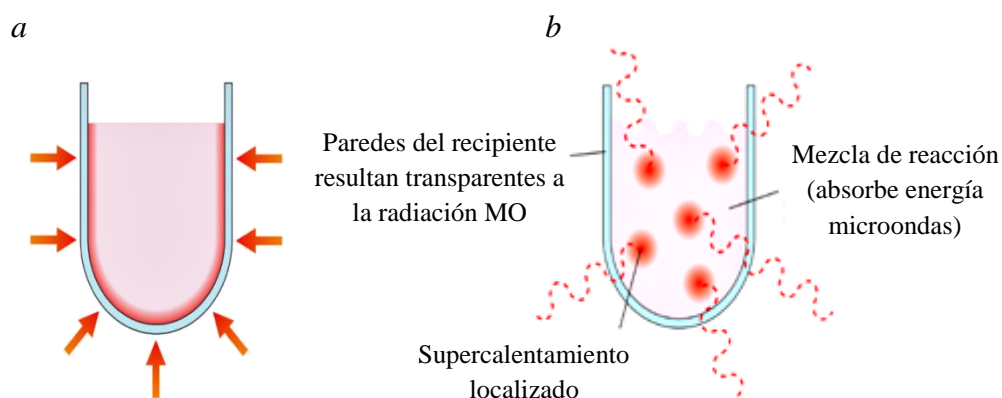 a
b
Paredes del recipiente
resultan transparentes a
la radiación MO
Mezcla de reacción
(absorbe energía
microondas)
Supercalentamiento
localizado